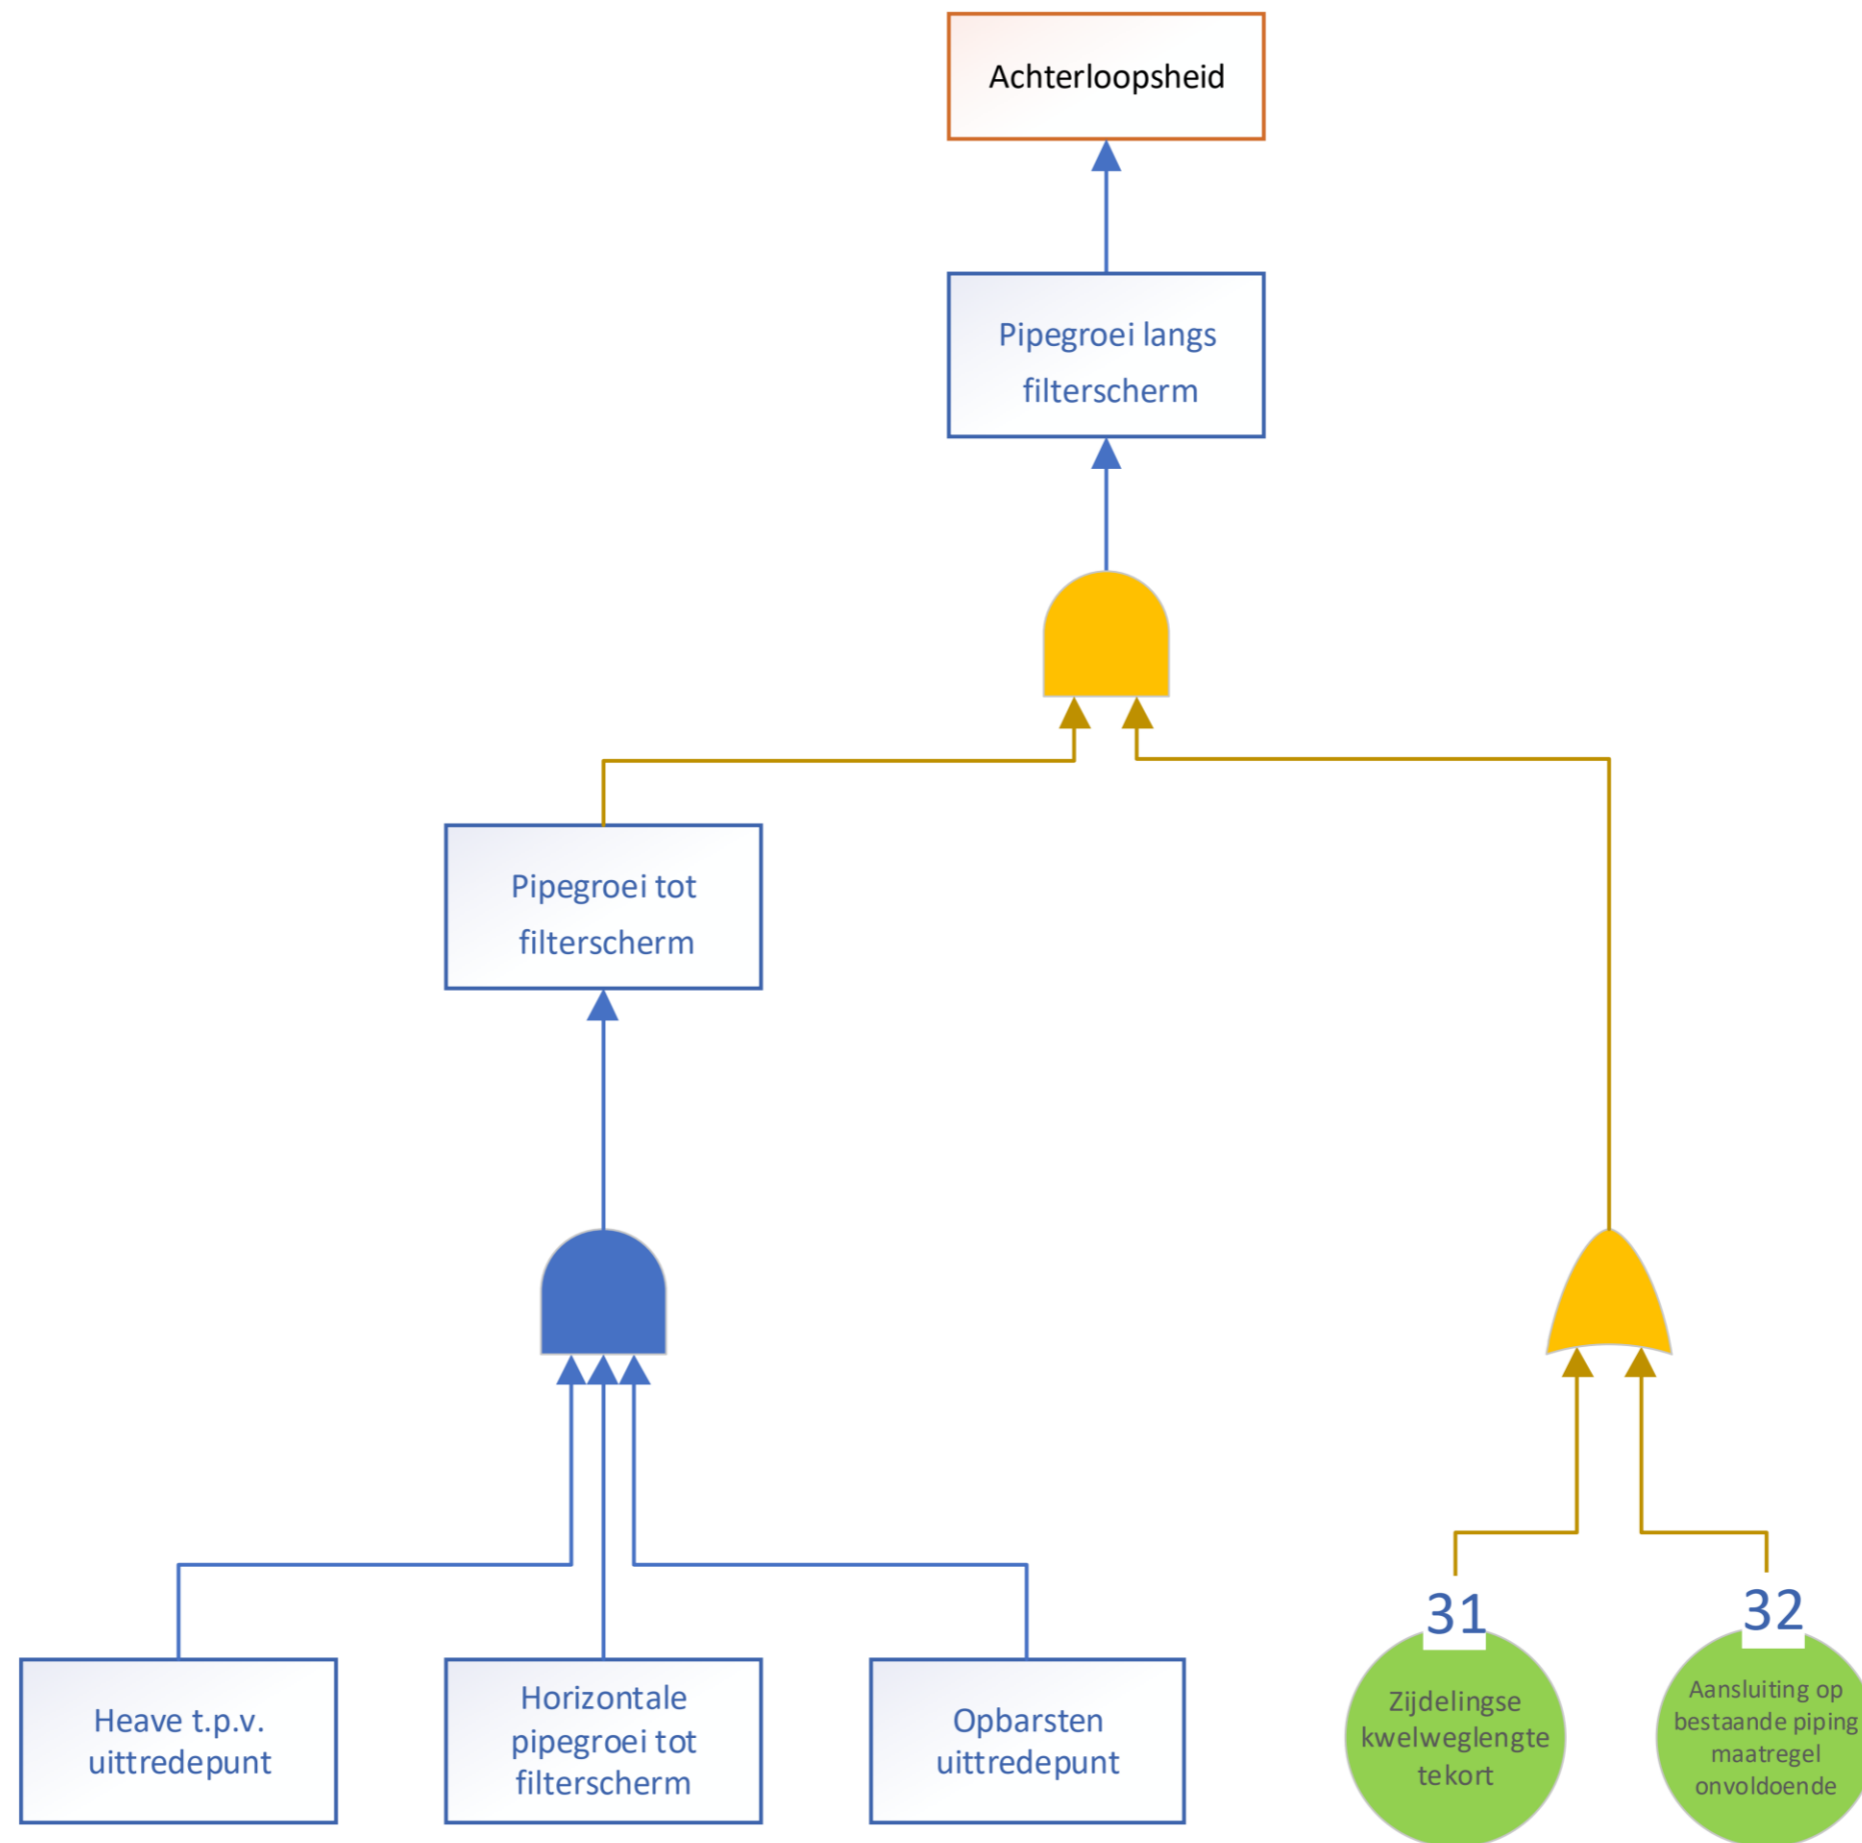 Achterloopsheid
Pipegroei langs
filterscherm
Pipegroei tot
filterscherm
Heave t.p.v.
uittredepunt
Horizontale
pipegroei tot
filterscherm
Opbarsten
uittredepunt
31
Zijdelingse
kwelweglengte
tekort
32
Aansluiting op
bestaande piping
maatregel
onvoldoende